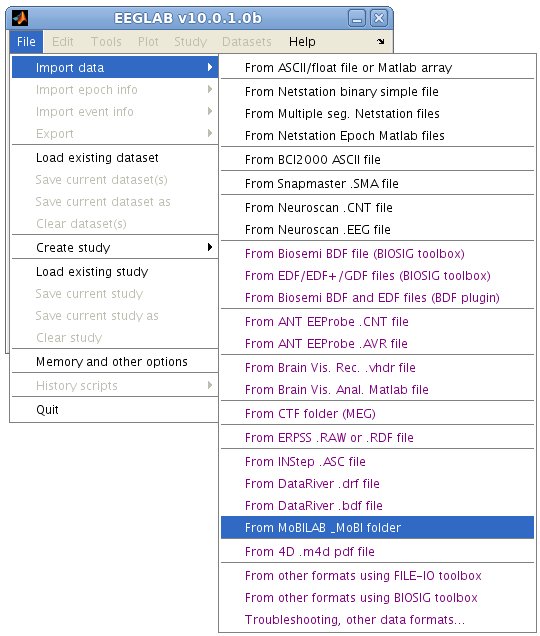 EEGLAB v10.0.1.0b
File Edit Tools Plot Study Datasets Help
Import data
Import epoch info
Import event info
Export
Load existing dataset
Save current dataset(s)
Save current dataset as
Clear dataset(s)
Create study
Load existing study
Save current study
Save current study as
Clear study
Memory and other options
History scripts
Quit
From ASCII/float file or Matlab array
From Netstation binary simple file
From Multiple seg. Netstation files
From Netstation Epoch Matlab files
From BCI2000 ASCII file
From Snapmaster .SMA file
From Neuroscan .CNT file
From Neuroscan .EEG file
From Biosemi BDF file (BIOSIG toolbox)
From EDF/EDF+/GDF files (BIOSIG toolbox)
From Biosemi BDF and EDF files (BDF plugin)
From ANT EEProbe .CNT file
From ANT EEProbe .AVR file
From Brain Vis. Rec. .vhdr file
From Brain Vis. Anal. Matlab file
From CTF folder (MEG)
From ERPSS .RAW or .RDF file
From INStep .ASC file
From DataRiver .drf file
From DataRiver .bdf file
From MoBILAB _MoBI folder
From 4D .m4d pdf file
From other formats using FILE-IO toolbox
From other formats using BIOSIG toolbox
Troubleshooting, other data formats...